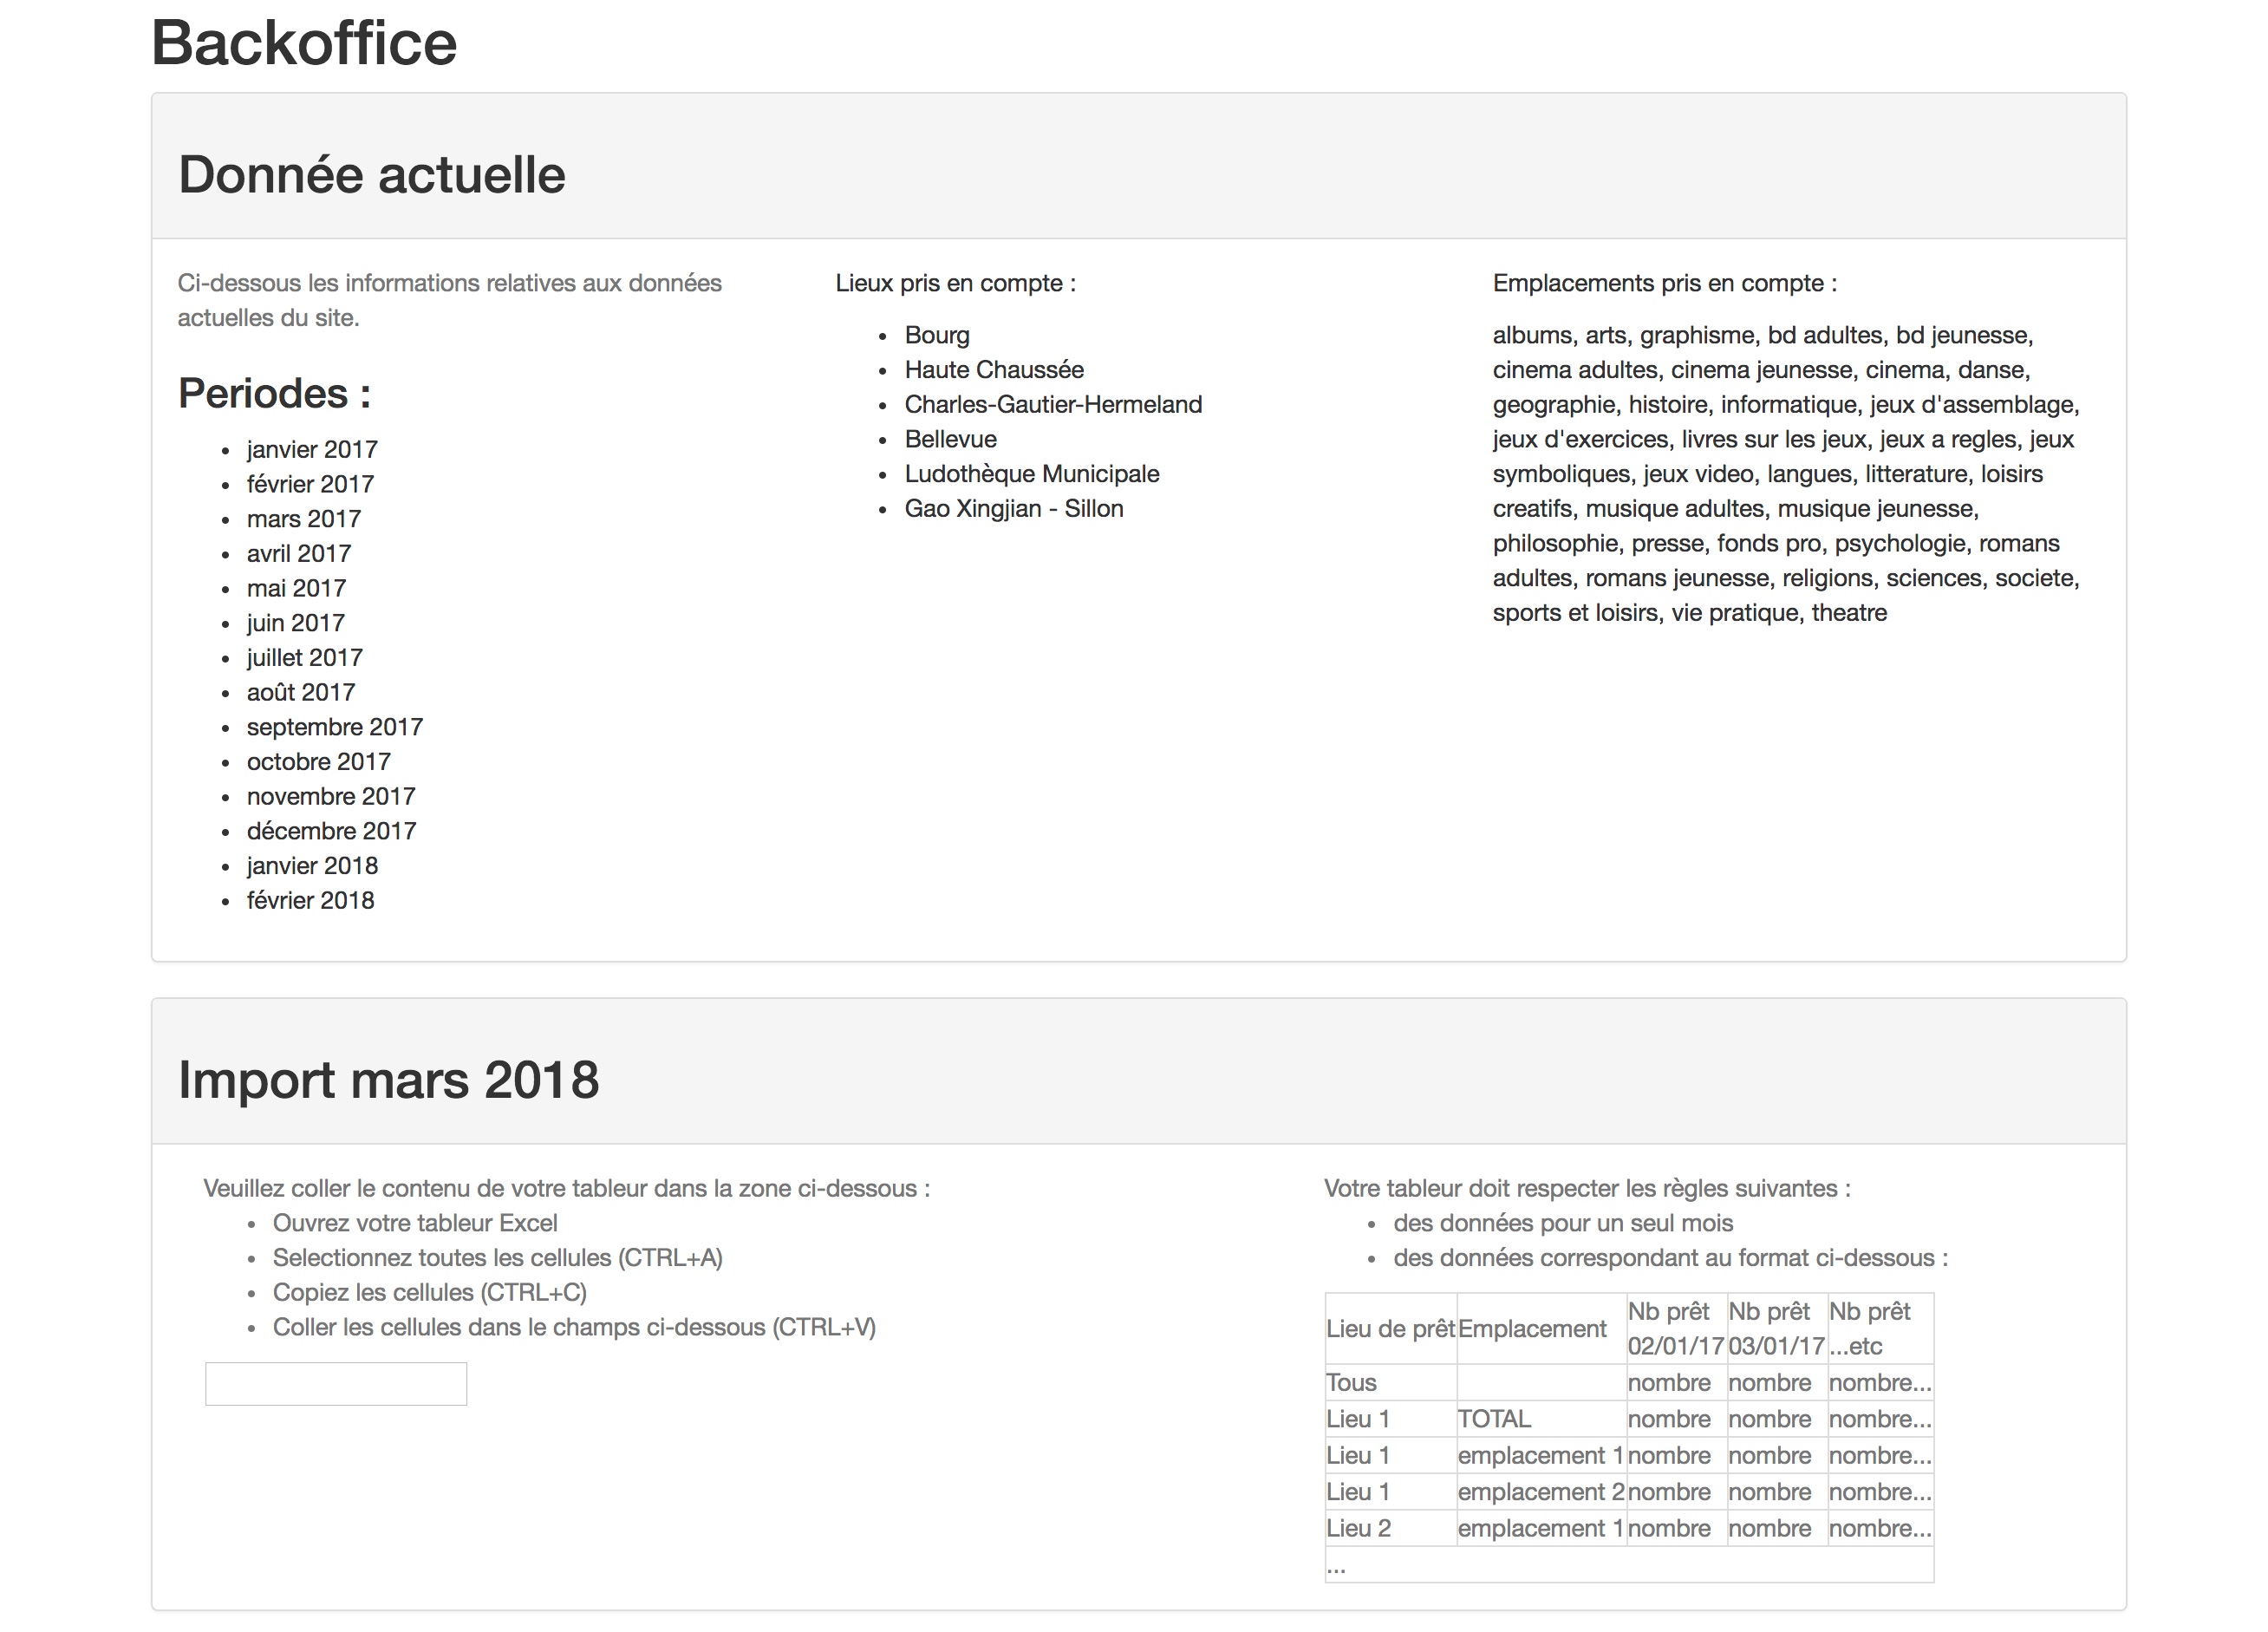 Backoffice
Donnée actuelle
Ci-dessous les informations relatives aux données
actuelles du site.
Periodes :
janvier 2017
février 2017
mars 2017
avril 2017
mai 2017
juin 2017
juillet 2017
août 2017
septembre 2017
octobre 2017
novembre 2017
décembre 2017
janvier 2018
février 2018
Lieux pris en compte :
Bourg
Haute Chaussée
Charles-Gautier-Hermeland
Bellevue
Ludothèque Municipale
Gao Xingjian - Sillon
Emplacements pris en compte :
albums, arts, graphisme, bd adultes, bd jeunesse,
cinema adultes, cinema jeunesse, cinema, danse,
geographie, histoire, informatique, jeux d'assemblage,
jeux d'exercices, livres sur les jeux, jeux a regles, jeux
symboliques, jeux video, langues, litterature, loisirs
creatifs, musique adultes, musique jeunesse,
philosophie, presse, fonds pro, psychologie, romans
adultes, romans jeunesse, religions, sciences, societe,
sports et loisirs, vie pratique, theatre
Import mars 2018
Veuillez coller le contenu de votre tableur dans la zone ci-dessous :
Ouvrez votre tableur Excel
Selectionnez toutes les cellules (CTRL+A)
Copiez les cellules (CTRL+C)
Coller les cellules dans le champs ci-dessous (CTRL+V)
Votre tableur doit respecter les règles suivantes :
des données pour un seul mois
des données correspondant au format ci-dessous :
Lieu de prêt Emplacement Nb prêt 02/01/17 Nb prêt 03/01/17 Nb prêt ...etc
Tous nombre nombre nombre...
Lieu 1 TOTAL nombre nombre nombre...
Lieu 1 emplacement 1 nombre nombre nombre...
Lieu 1 emplacement 2 nombre nombre nombre...
Lieu 2 emplacement 1 nombre nombre nombre...
...